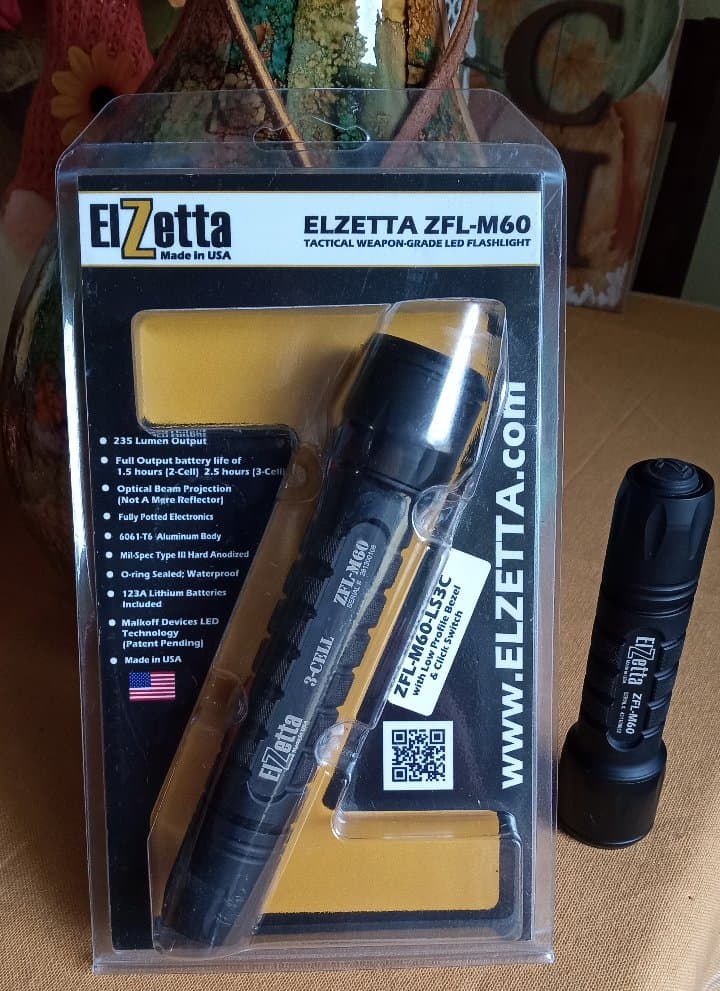 C
ElZetta
Made in USA
ELZETTA ZFL-M60
TACTICAL WEAPON-GRADE LED FLASHLIGHT
235 Lumen Output
Full Output battery life of
1.5 hours (2-Cell) 2.5 hours (3-Cell)
Optical Beam Projection
(Not A Mere Reflector)
Fully Potted Electronics
6061-T6 Aluminum Body
Mil-Spec Type III Hard Anodized
O-ring Sealed; Waterproof
123A Lithium Batteries
Included
Malkoff Devices LED
Technology
(Patent Pending)
Made in USA
ElZetta
3-CELL
ZFL-M60
SERIAL#
ZFL-M60-LS3C
with Low Profile Bezel
& Click Switch
www.ELZETTA.com
ElZetta
Made in USA
ZFL-M60